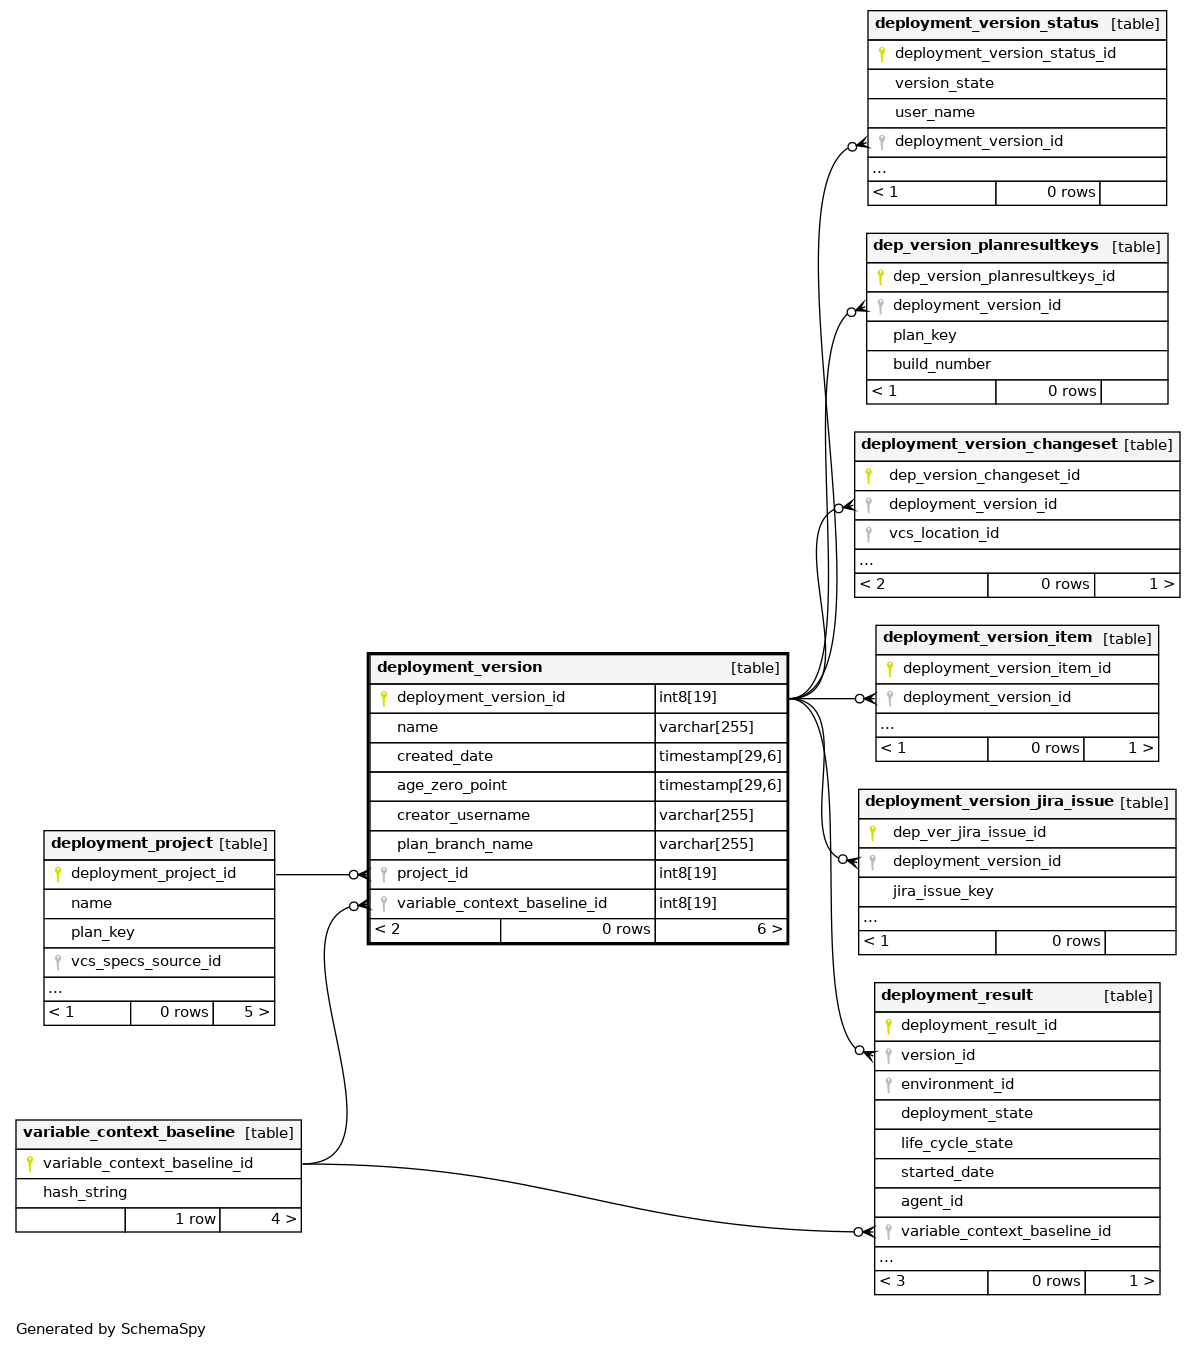 deployment_version_status [table]
deployment_version_status_id
version_state
user_name
deployment_version_id
...
< 1 0 rows
dep_version_planresultkeys [table]
dep_version_planresultkeys_id
deployment_version_id
plan_key
build_number
< 1 0 rows
deployment_version_changeset [table]
dep_version_changeset_id
deployment_version_id
vcs_location_id
...
< 2 0 rows 1 >
deployment_version_item [table]
deployment_version_item_id
deployment_version_id
...
< 1 0 rows 1 >
deployment_version [table]
deployment_version_id int8[19]
name varchar[255]
created_date timestamp[29,6]
age_zero_point timestamp[29,6]
creator_username varchar[255]
plan_branch_name varchar[255]
project_id int8[19]
variable_context_baseline_id int8[19]
< 2 0 rows 6 >
deployment_version_jira_issue [table]
dep_ver_jira_issue_id
deployment_version_id
jira_issue_key
...
< 1 0 rows
deployment_project [table]
deployment_project_id
name
plan_key
vcs_specs_source_id
...
< 1 0 rows 5 >
deployment_result [table]
deployment_result_id
version_id
environment_id
deployment_state
life_cycle_state
started_date
agent_id
variable_context_baseline_id
...
< 3 0 rows 1 >
variable_context_baseline [table]
variable_context_baseline_id
hash_string
1 row 4 >
Generated by SchemaSpy